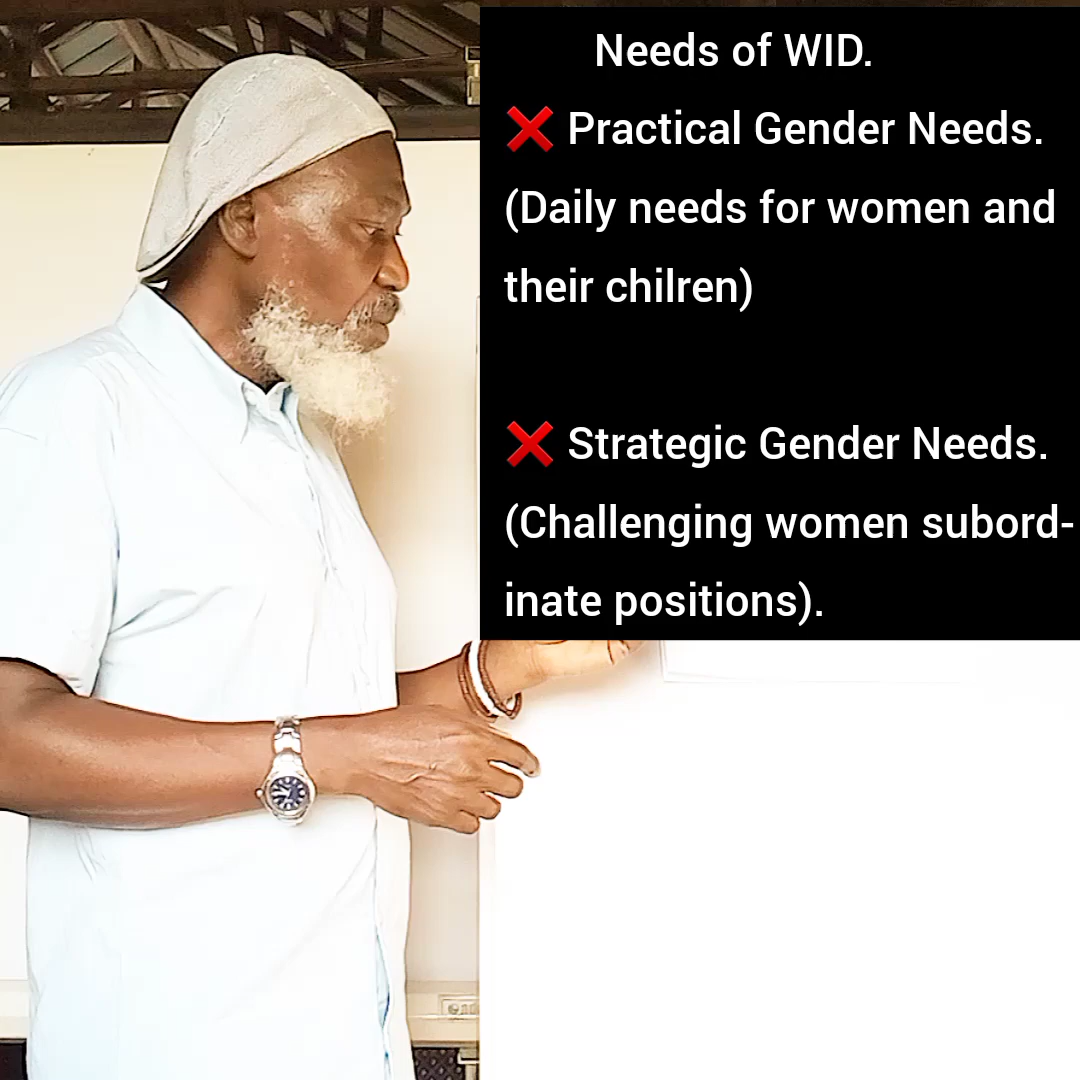 Needs of WID.
❌ Practical Gender Needs.
(Daily needs for women and
their chilren)
❌ Strategic Gender Needs.
(Challenging women subord-
inate positions).